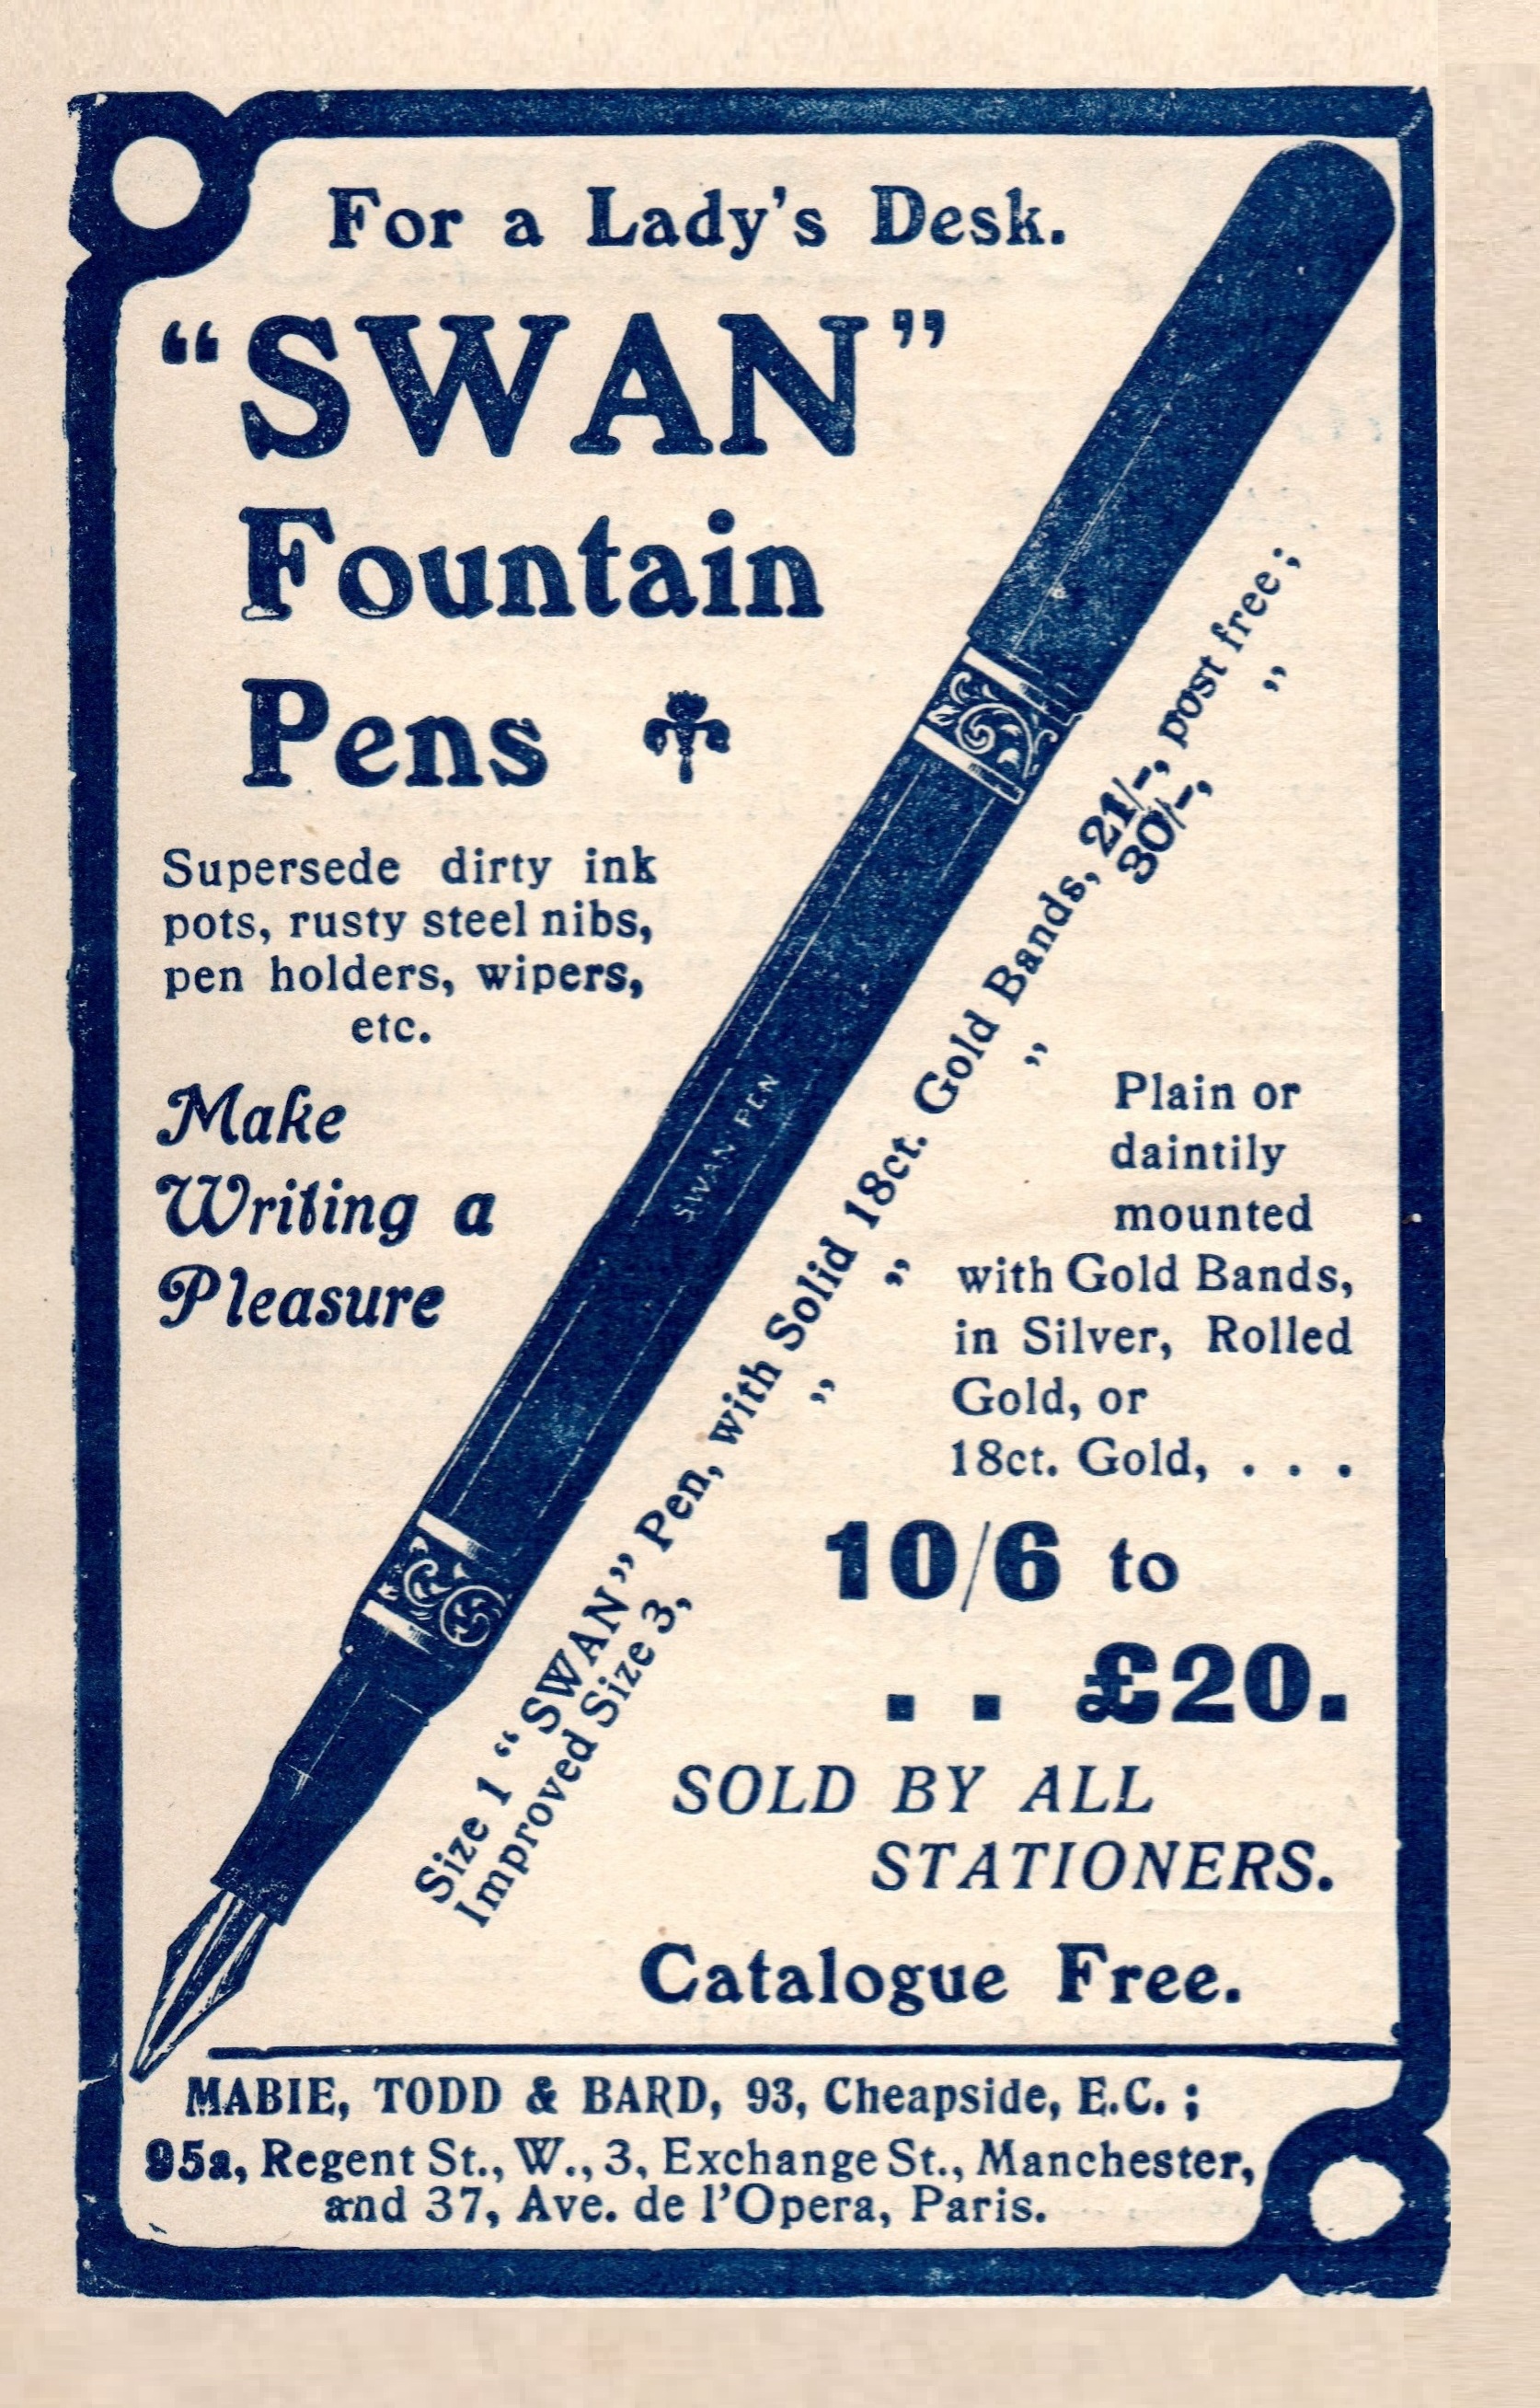 For a Lady's Desk.
“SWAN”
Fountain
Pens
Supersede dirty ink
pots, rusty steel nibs,
pen holders, wipers,
etc.
Make
Writing a
Pleasure
SWAN PEN
Size 1 “SWAN” Pen, with Solid 18ct. Gold Bands, 21/-, post free;
Improved Size 3, „ „ „ 30/-, „
Plain or
daintily
mounted
with Gold Bands,
in Silver, Rolled
Gold, or
18ct. Gold, . . .
10/6 to
. . £20.
SOLD BY ALL
STATIONERS.
Catalogue Free.
MABIE, TODD & BARD, 93, Cheapside, E.C. ;
95a, Regent St., W., 3, Exchange St., Manchester,
and 37, Ave. de l'Opera, Paris.